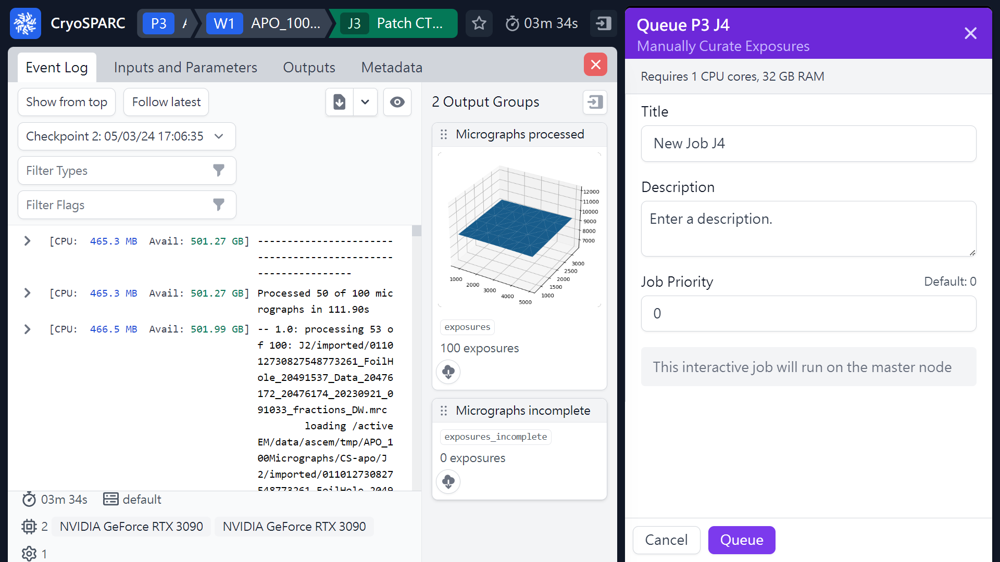 CryoSPARC
P3
W1
APO_100...
J3
Patch CT...
03m 34s
Event Log
Inputs and Parameters
Outputs
Metadata
Show from top
Follow latest
Checkpoint 2: 05/03/24 17:06:35
Filter Types
Filter Flags
[CPU: 465.3 MB Avail: 501.27 GB] -----------------------
-----------------------
----------------
[CPU: 465.3 MB Avail: 501.27 GB] Processed 50 of 100 mic
rographs in 111.90s
[CPU: 466.5 MB Avail: 501.99 GB] -- 1.0: processing 53 o
f 100: J2/imported/0110
12730827548773261_FoilH
ole_20491537_Data_20476
172_20476174_20230921_0
91033_fractions_DW.mrc
loading /active
EM/data/ascem/tmp/APO_1
00Micrographs/CS-apo/J
2/imported/011012730827
548773261_FoilHole_2049
03m 34s
default
2
NVIDIA GeForce RTX 3090
NVIDIA GeForce RTX 3090
1
2 Output Groups
Micrographs processed
12000
11000
10000
9000
8000
7000
3000
2500
2000
1500
1000
1000
2000
3000
4000
5000
exposures
100 exposures
Micrographs incomplete
exposures_incomplete
0 exposures
Queue P3 J4
Manually Curate Exposures
Requires 1 CPU cores, 32 GB RAM
Title
New Job J4
Description
Enter a description.
Job Priority
Default: 0
0
This interactive job will run on the master node
Cancel
Queue